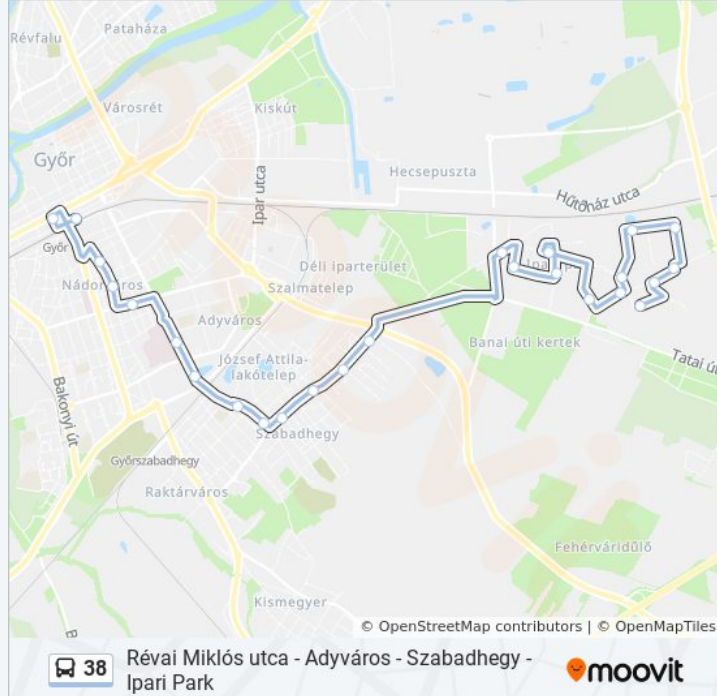 Révfalu
Pataháza
Városrét
Kiskút
Győr
Ipar utca
Hecsepuszta
Hűtőház utca
Győr
Nádorváros
Déli iparterület
Szalmatelep
Adyváros
Banai úti kertek
Tatai út
József Attila-
lakótelep
Bakonyi út
Szabadhegy
Győrszabadhegy
Raktárváros
Fehérváridűlő
Kismegyer
© OpenStreetMap contributors | © OpenMapTiles
38
Révai Miklós utca - Adyváros - Szabadhegy -
Ipari Park
moovit